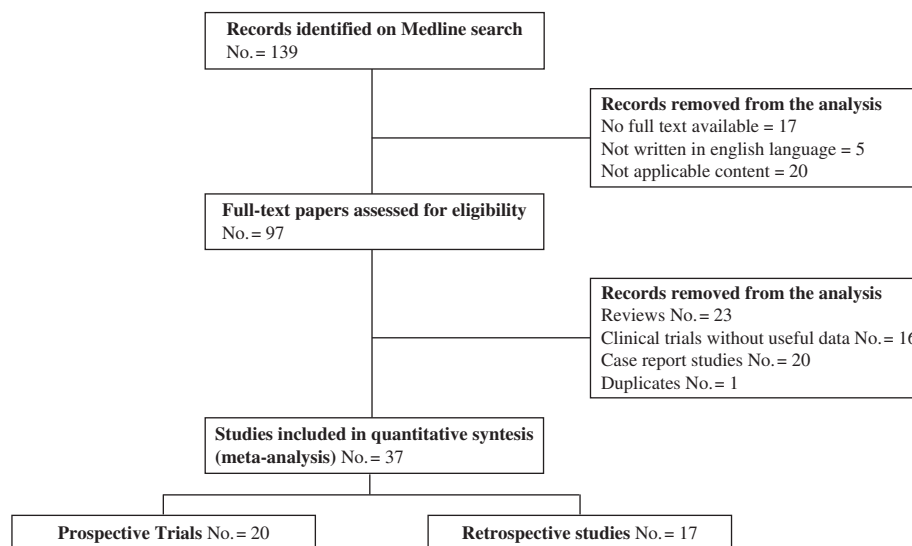 Records identified on Medline search
No. = 139
Records removed from the analysis
No full text available = 17
Not written in english language = 5
Not applicable content = 20
Full-text papers assessed for eligibility
No. = 97
Records removed from the analysis
Reviews No. = 23
Clinical trials without useful data No. = 16
Case report studies No. = 20
Duplicates No. = 1
Studies included in quantitative syntesis
(meta-analysis) No. = 37
Prospective Trials No. = 20
Retrospective studies No. = 17